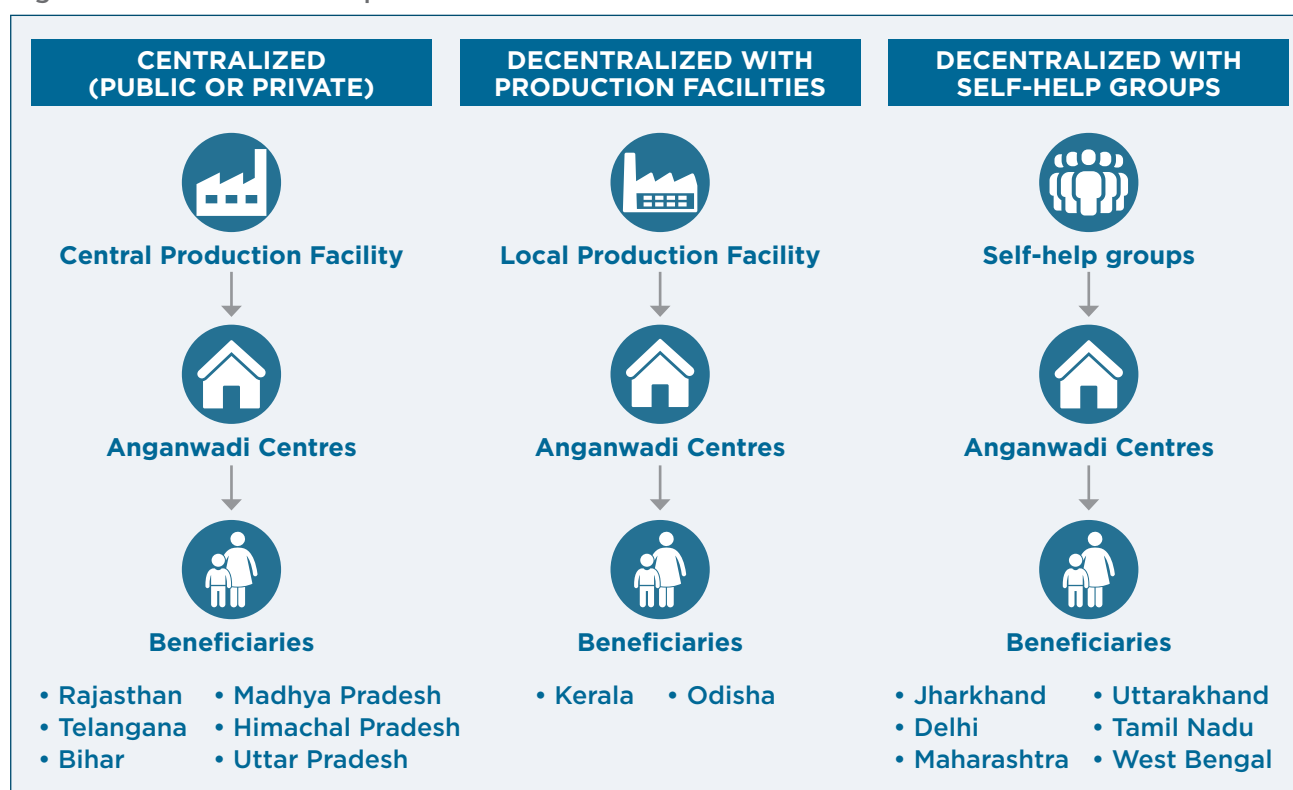 CENTRALIZED
(PUBLIC OR PRIVATE)
Central Production Facility
Anganwadi Centres
Beneficiaries
• Rajasthan • Madhya Pradesh
• Telangana • Himachal Pradesh
• Bihar • Uttar Pradesh
DECENTRALIZED WITH
PRODUCTION FACILITIES
Local Production Facility
Anganwadi Centres
Beneficiaries
• Kerala • Odisha
DECENTRALIZED WITH
SELF-HELP GROUPS
Self-help groups
Anganwadi Centres
Beneficiaries
• Jharkhand • Uttarakhand
• Delhi • Tamil Nadu
• Maharashtra • West Bengal